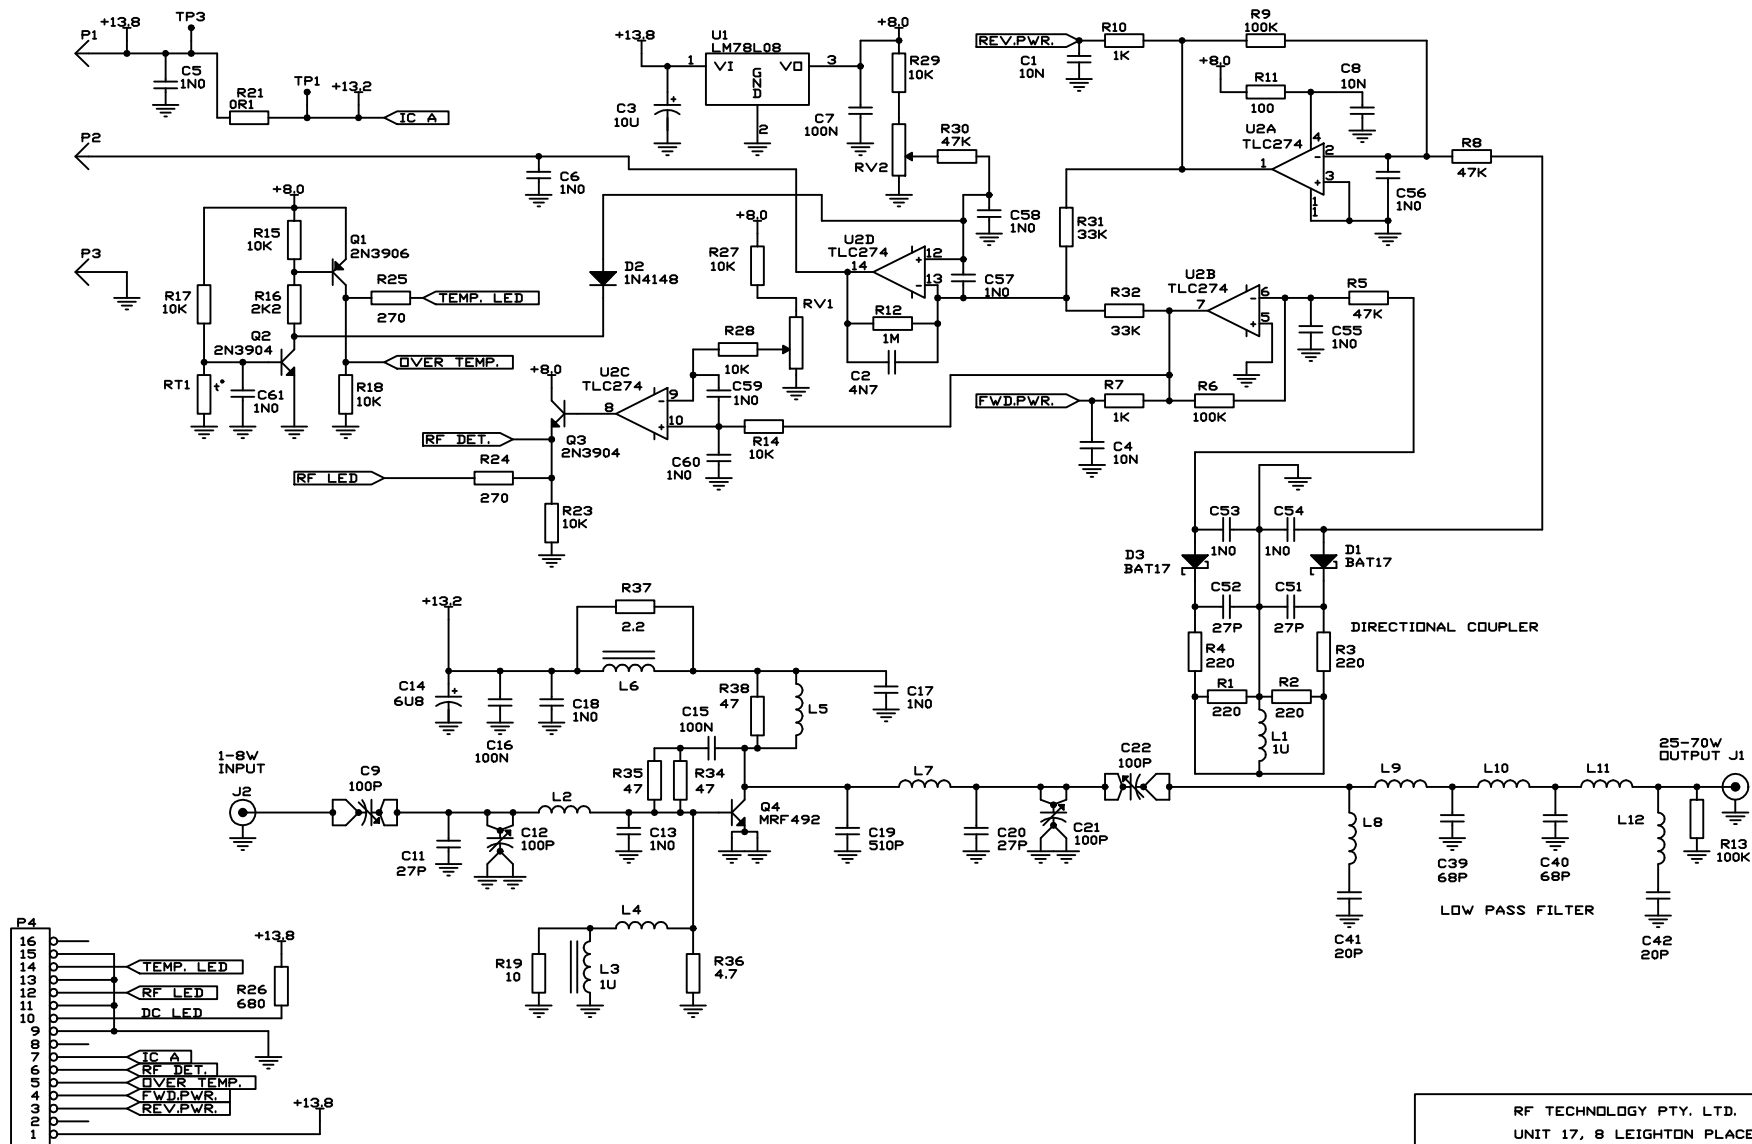 P1
+13.8
TP3
C5
1N0
R21
0R1
TP1
+13.2
IC A
P2
P3
+13.8
U1
LM78L08
1
VI
VO
3
GND
2
C3
10U
C7
100N
+8.0
R29
10K
RV2
R30
47K
C58
1N0
REV.PWR.
C1
10N
R10
1K
R9
100K
+8.0
R11
100
C8
10N
U2A
TLC274
4
1
2
3
1
1
-
+
C56
1N0
R8
47K
C6
1N0
+8.0
R15
10K
Q1
2N3906
R17
10K
R16
2K2
R25
270
TEMP. LED
Q2
2N3904
OVER TEMP.
RT1
t°
C61
1N0
R18
10K
D2
1N4148
+8.0
R27
10K
RV1
R28
10K
U2D
TLC274
14
12
13
+
-
C57
1N0
R12
1M
C2
4N7
R31
33K
R32
33K
U2B
TLC274
7
6
5
-
+
R5
47K
C55
1N0
+8.0
U2C
TLC274
8
9
10
-
+
C59
1N0
C60
1N0
R14
10K
FWD.PWR.
R7
1K
R6
100K
C4
10N
RF DET.
Q3
2N3904
RF LED
R24
270
R23
10K
C53
1N0
C54
1N0
D3
BAT17
D1
BAT17
C52
27P
C51
27P
DIRECTIONAL COUPLER
R4
220
R3
220
R1
220
R2
220
L1
1U
+13.2
R37
2.2
L6
C14
6U8
+
C16
100N
C18
1N0
R38
47
L5
C17
1N0
C15
100N
R35
47
R34
47
1-8W
INPUT
J2
C9
100P
C11
27P
C12
100P
L2
C13
1N0
Q4
MRF492
C19
510P
L7
C20
27P
C21
100P
C22
100P
L9
L10
L11
25-70W
OUTPUT J1
L8
C39
68P
C40
68P
L12
R13
100K
C41
20P
C42
20P
LOW PASS FILTER
L4
R19
10
L3
1U
R36
4.7
P4
16
15
14
TEMP. LED
13
12
RF LED
11
10
DC LED
9
8
7
IC A
6
RF DET.
5
OVER TEMP.
4
FWD.PWR.
3
REV.PWR.
2
1
+13.8
R26
680
+13.8
RF TECHNOLOGY PTY. LTD.
UNIT 17, 8 LEIGHTON PLACE